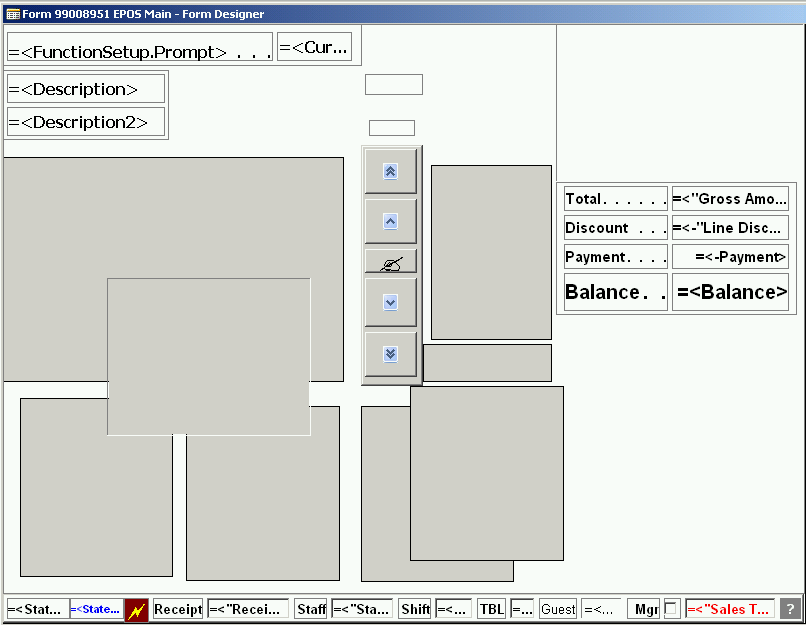 Form 99008951 EPOS Main - Form Designer
=<FunctionSetup.Prompt> . . . =<Cur...
=<Description>
=<Description2>
Total. . . . . . =<"Gross Amo...
Discount . . . =<-"Line Disc...
Payment. . . . =<-Payment>
Balance. . =<Balance>
=<Stat... =<State... Receipt =<"Recei... Staff =<"Sta... Shift =<... TBL =... Guest =<... Mgr =<"Sales T... ?